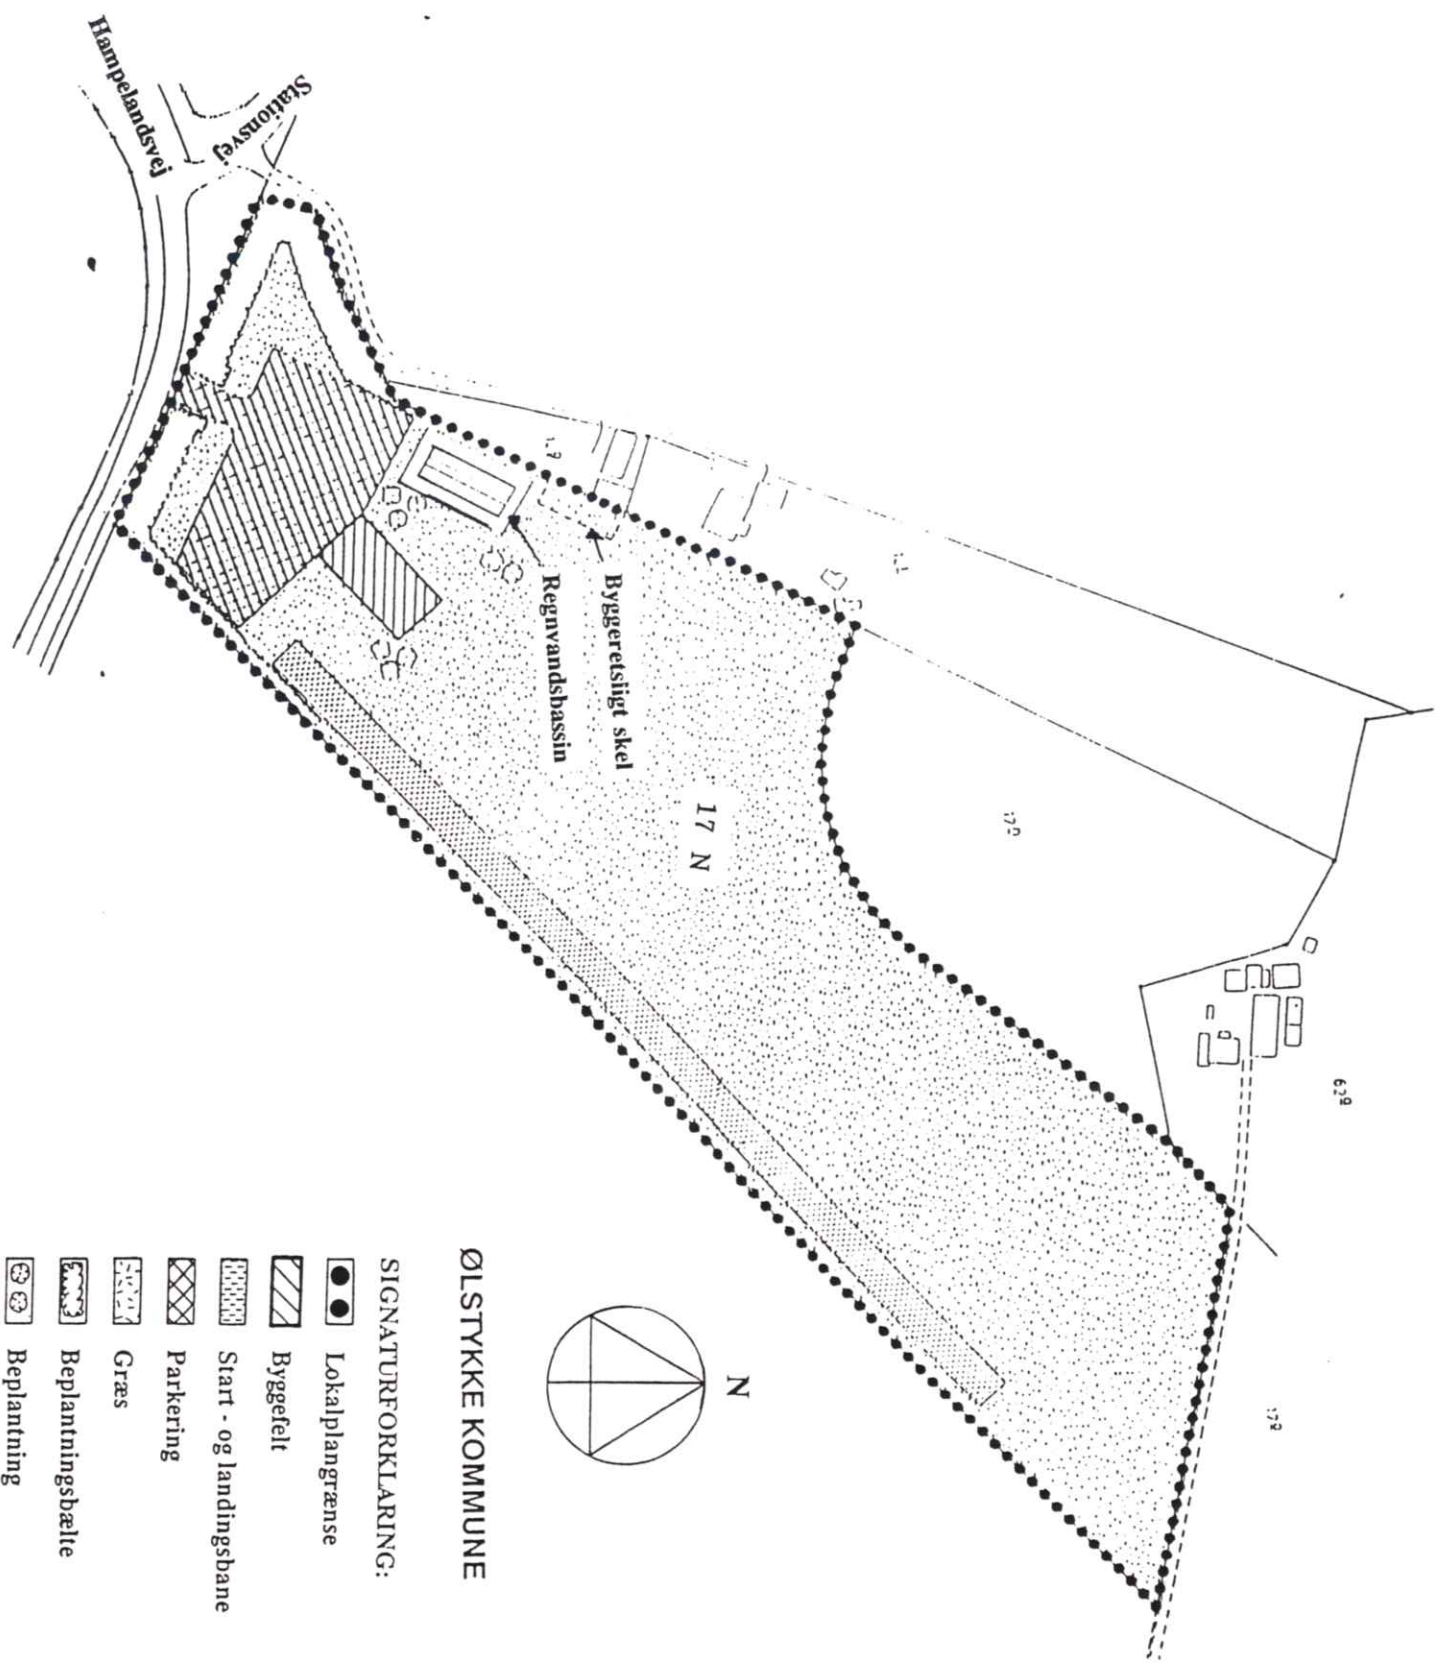 Hampelandsvej
Stationsvej
Byggeretsligt skel
Regnvandsbassin
17 N
N
ØLSTYKKE KOMMUNE
SIGNATURFORKLARING:
Lokalplangrænse
Byggefelt
Start - og landingsbane
Parkering
Græs
Beplantningsbælte
Beplantning